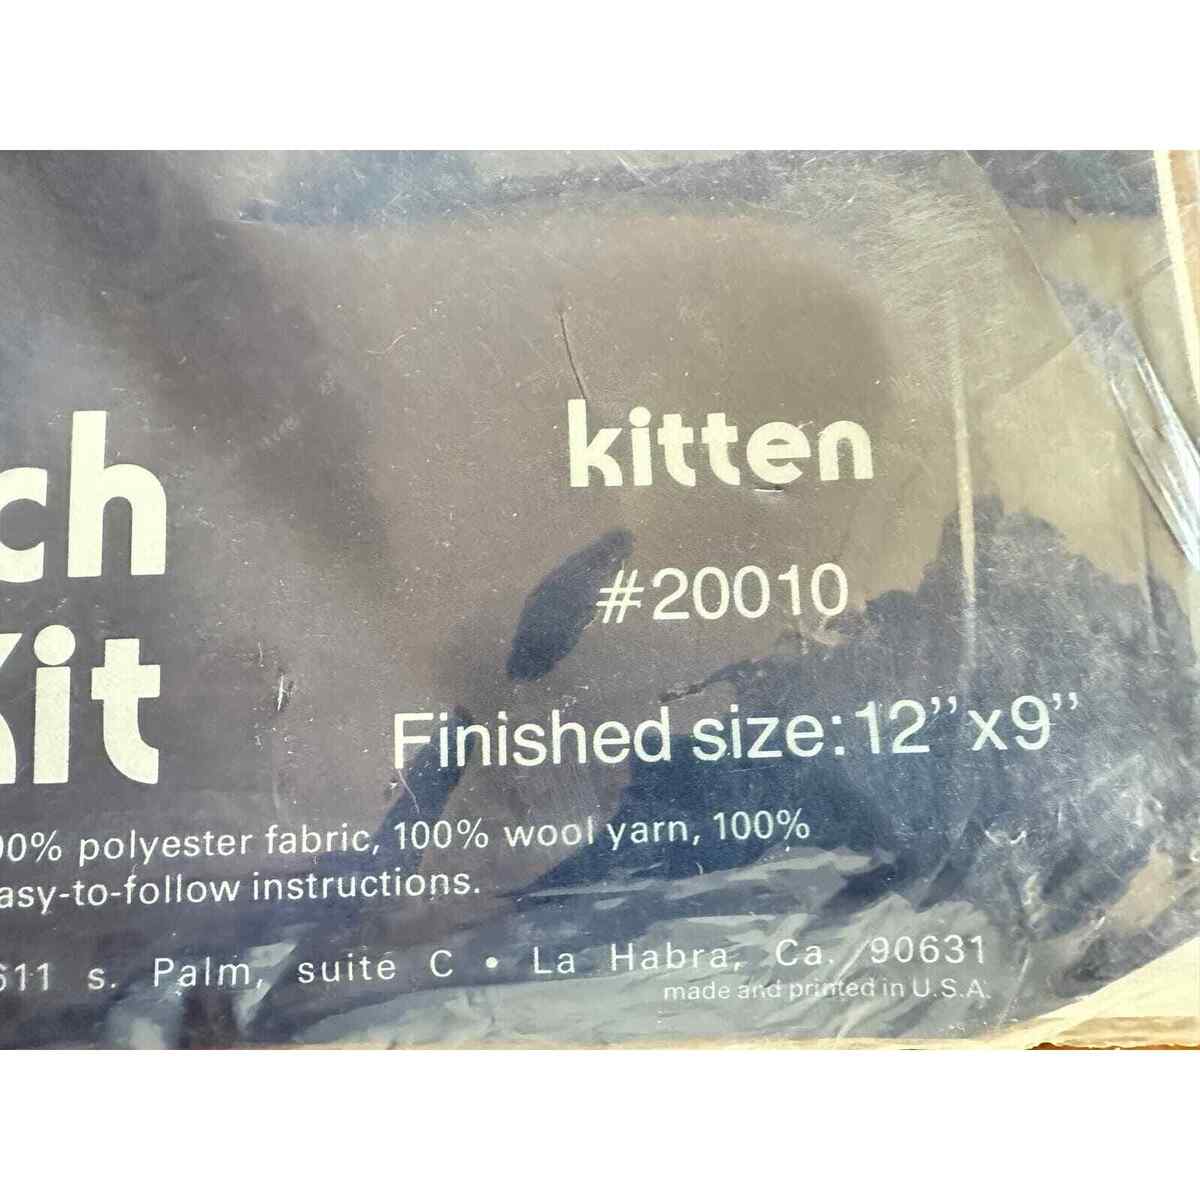 ch
Kit
kitten
#20010
Finished size: 12" x 9"
00% polyester fabric, 100% wool yarn, 100%
asy-to-follow instructions.
611 s. Palm, suite C • La Habra, Ca. 90631
made and printed in U.S.A.